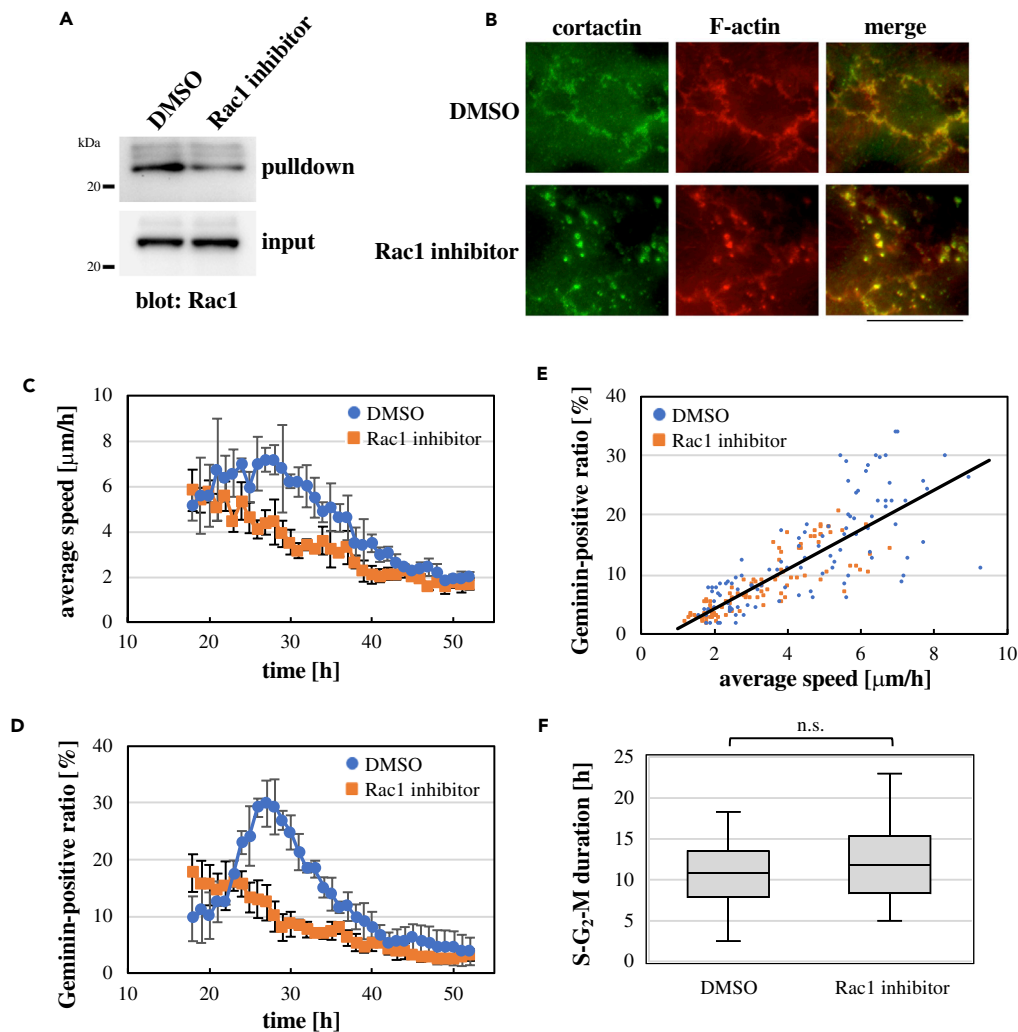 A
DMSO
Rac1 inhibitor
kDa
20
pulldown
20
input
blot: Rac1
B
cortactin
F-actin
merge
DMSO
Rac1 inhibitor
C
average speed [μm/h]
10
8
6
4
2
0
DMSO
Rac1 inhibitor
10
20
30
40
50
time [h]
D
Geminin-positive ratio [%]
40
30
20
10
0
DMSO
Rac1 inhibitor
10
20
30
40
50
time [h]
E
Geminin-positive ratio [%]
40
30
20
10
0
DMSO
Rac1 inhibitor
0
2
4
6
8
10
average speed [μm/h]
F
n.s.
S-G₂-M duration [h]
25
20
15
10
5
0
DMSO
Rac1 inhibitor